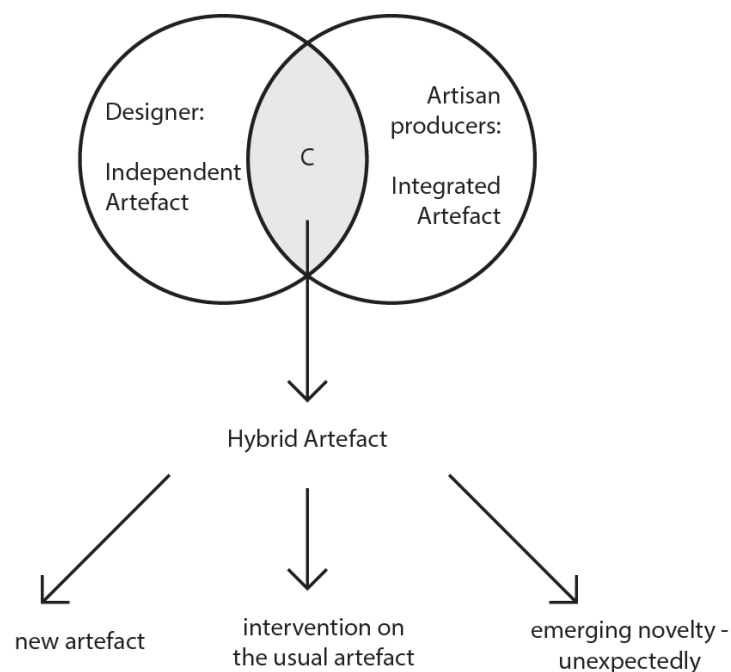 Designer:
Independent
Artefact
C
Artisan
producers:
Integrated
Artefact
Hybrid Artefact
new artefact
intervention on
the usual artefact
emerging novelty -
unexpectedly